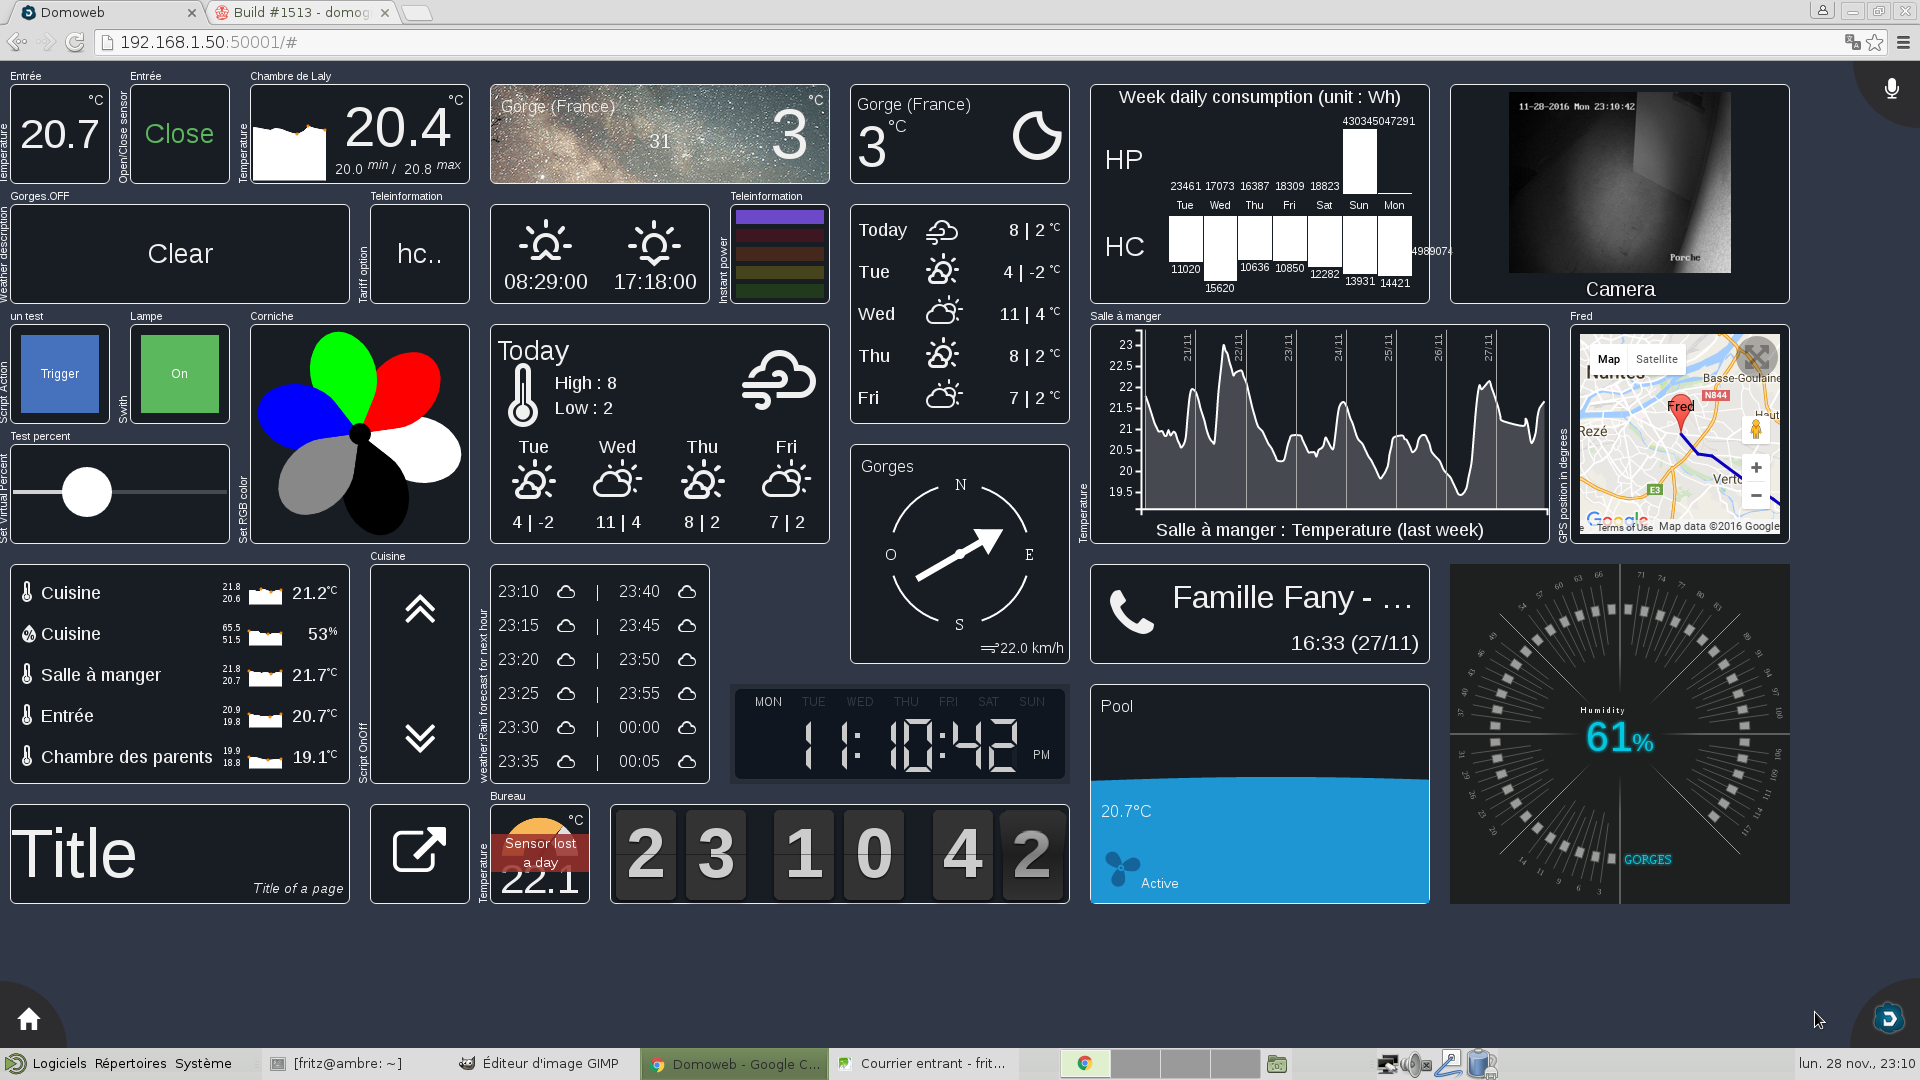 Domoweb
Build #1513 - domog
192.168.1.50:50001/#
Entrée
Temperature
°C
20.7
Entrée
Open/Close sensor
Close
Chambre de Laly
Temperature
°C
20.4
20.0 min / 20.8 max
Gorge (France)
31
°C
3
Gorge (France)
3 °C
Week daily consumption (unit : Wh)
430345047291
HP
23461 17073 16387 18309 18823
Tue Wed Thu Fri Sat Sun Mon
HC
4989074
11020 15620 10636 10850 12282 13931 14421
11-28-2016 Mon 23:10:42
Porche
Camera
Gorges.OFF
Weather description
Clear
Teleinformation
Tariff option
hc..
08:29:00
17:18:00
Teleinformation
Instant power
Today 8 | 2 °C
Tue 4 | -2 °C
Wed 11 | 4 °C
Thu 8 | 2 °C
Fri 7 | 2 °C
un test
Script Action
Trigger
Lampe
Swith
On
Corniche
Set RGB color
Test percent
Set Virtual Percent
Today
High : 8
Low : 2
Tue Wed Thu Fri
4 | -2 11 | 4 8 | 2 7 | 2
Gorges
N
O E
S
22.0 km/h
Salle à manger
Temperature
23
22.5
22
21.5
21
20.5
20
19.5
21/11 22/11 23/11 24/11 25/11 26/11 27/11
Salle à manger : Temperature (last week)
Fred
GPS position in degrees
Map Satellite
Nantes
Basse-Goulaine
N844
Fred
Haut
Rezé
Verto
E3
Google
Terms of Use
Map data ©2016 Google
Cuisine 21.8 20.6 21.2°C
Cuisine 65.5 51.5 53%
Salle à manger 21.8 20.7 21.7°C
Entrée 20.9 19.8 20.7°C
Chambre des parents 19.9 18.8 19.1°C
Cuisine
Script OnOff
weather.Rain forecast for next hour
23:10 | 23:40
23:15 | 23:45
23:20 | 23:50
23:25 | 23:55
23:30 | 00:00
23:35 | 00:05
MON TUE WED THU FRI SAT SUN
11:10:42 PM
Famille Fany - ...
16:33 (27/11)
Pool
20.7°C
Active
Humidity
61%
GORGES
Title
Title of a page
Bureau
Temperature
°C
Sensor lost
a day
22.1
23 10 42
Logiciels Répertoires Système
[fritz@ambre: ~]
Éditeur d'image GIMP
Domoweb - Google C...
Courrier entrant - frit...
lun. 28 nov., 23:10